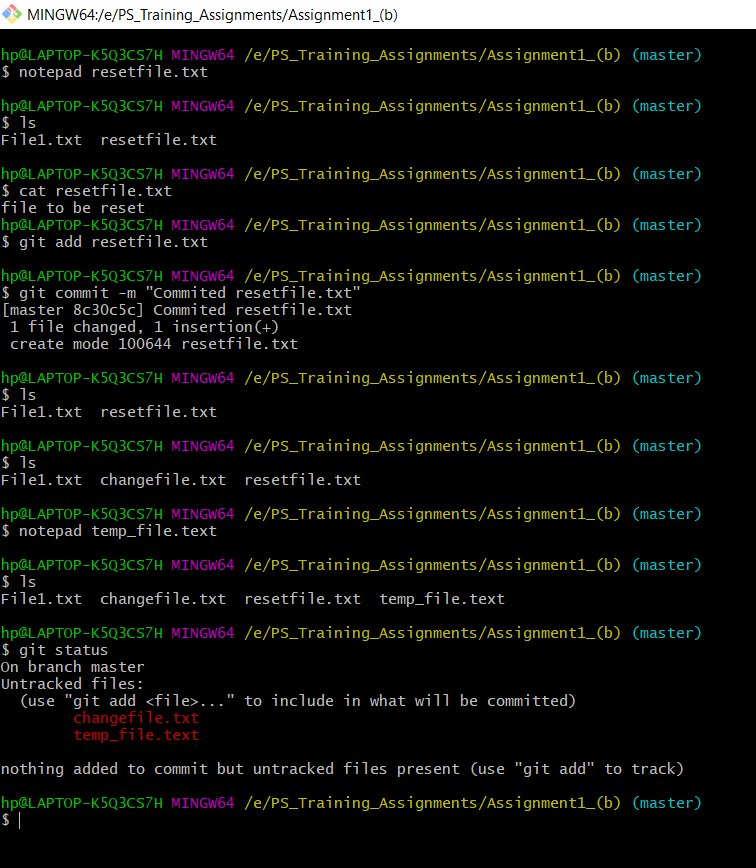 MINGW64:/e/PS_Training_Assignments/Assignment1_(b)
hp@LAPTOP-K5Q3CS7H MINGW64 /e/PS_Training_Assignments/Assignment1_(b) (master)
$ notepad resetfile.txt
hp@LAPTOP-K5Q3CS7H MINGW64 /e/PS_Training_Assignments/Assignment1_(b) (master)
$ ls
File1.txt  resetfile.txt
hp@LAPTOP-K5Q3CS7H MINGW64 /e/PS_Training_Assignments/Assignment1_(b) (master)
$ cat resetfile.txt
file to be reset
hp@LAPTOP-K5Q3CS7H MINGW64 /e/PS_Training_Assignments/Assignment1_(b) (master)
$ git add resetfile.txt
hp@LAPTOP-K5Q3CS7H MINGW64 /e/PS_Training_Assignments/Assignment1_(b) (master)
$ git commit -m "Commited resetfile.txt"
[master 8c30c5c] Commited resetfile.txt
 1 file changed, 1 insertion(+)
 create mode 100644 resetfile.txt
hp@LAPTOP-K5Q3CS7H MINGW64 /e/PS_Training_Assignments/Assignment1_(b) (master)
$ ls
File1.txt  resetfile.txt
hp@LAPTOP-K5Q3CS7H MINGW64 /e/PS_Training_Assignments/Assignment1_(b) (master)
$ ls
File1.txt  changefile.txt  resetfile.txt
hp@LAPTOP-K5Q3CS7H MINGW64 /e/PS_Training_Assignments/Assignment1_(b) (master)
$ notepad temp_file.text
hp@LAPTOP-K5Q3CS7H MINGW64 /e/PS_Training_Assignments/Assignment1_(b) (master)
$ ls
File1.txt  changefile.txt  resetfile.txt  temp_file.text
hp@LAPTOP-K5Q3CS7H MINGW64 /e/PS_Training_Assignments/Assignment1_(b) (master)
$ git status
On branch master
Untracked files:
  (use "git add <file>..." to include in what will be committed)
        changefile.txt
        temp_file.text
nothing added to commit but untracked files present (use "git add" to track)
hp@LAPTOP-K5Q3CS7H MINGW64 /e/PS_Training_Assignments/Assignment1_(b) (master)
$